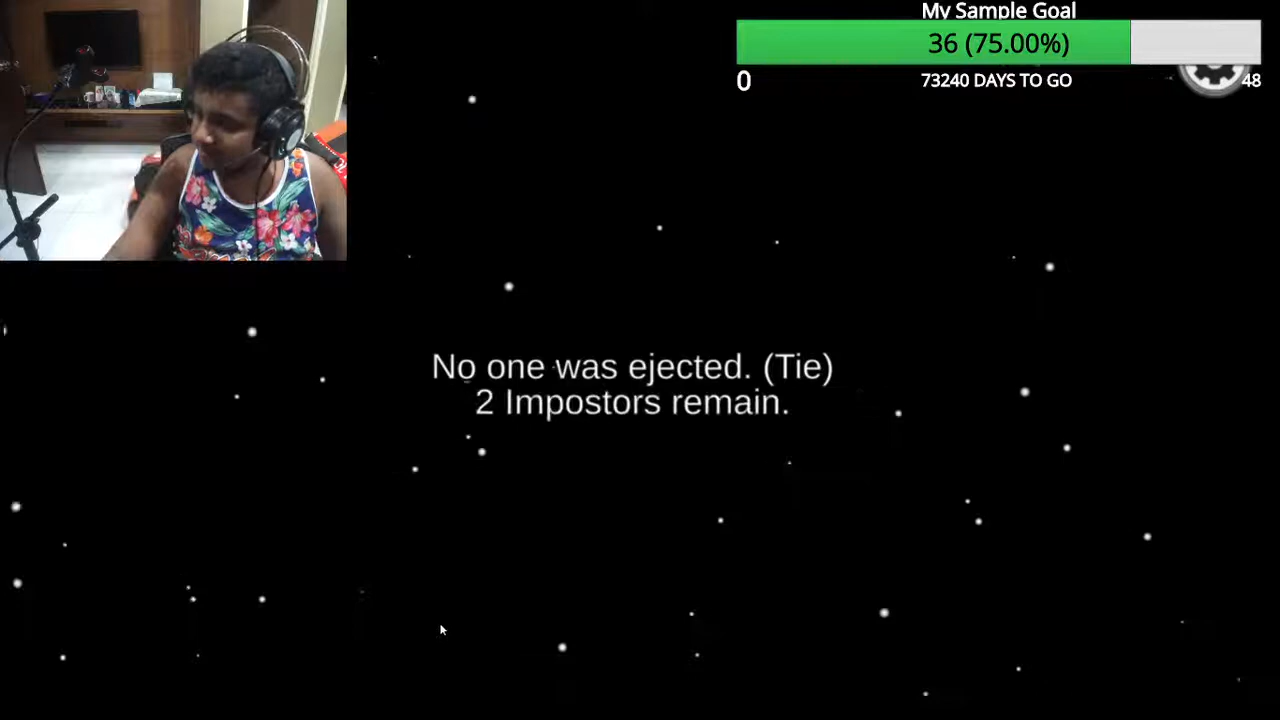 My Sample Goal
36 (75.00%)
0
73240 DAYS TO GO
48
No one was ejected. (Tie)
2 Impostors remain.